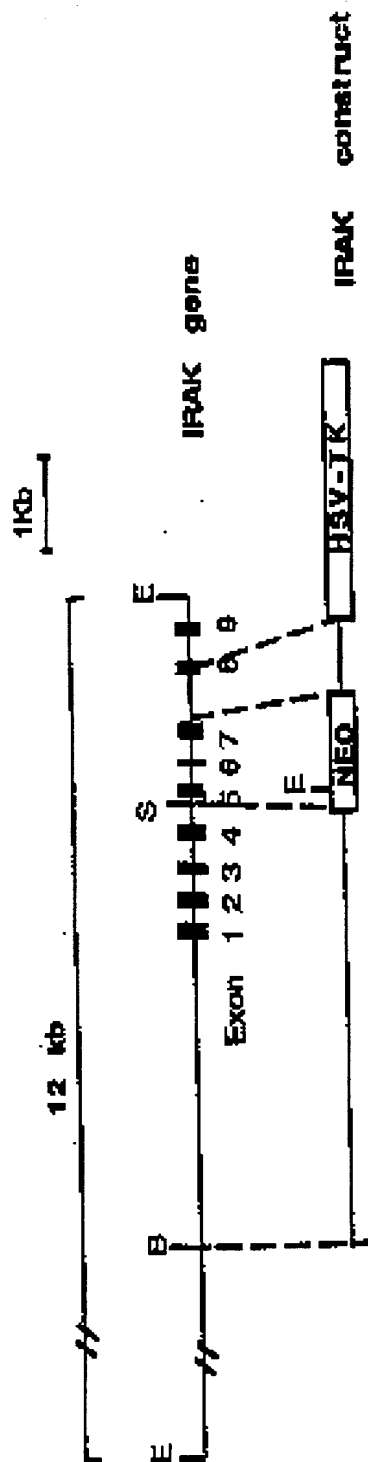 1Kb
12 kb
E B S E
IRAK gene
Exon 1 2 3 4 5 6 7 8 9
E
NEO HSV-TK
IRAK construct